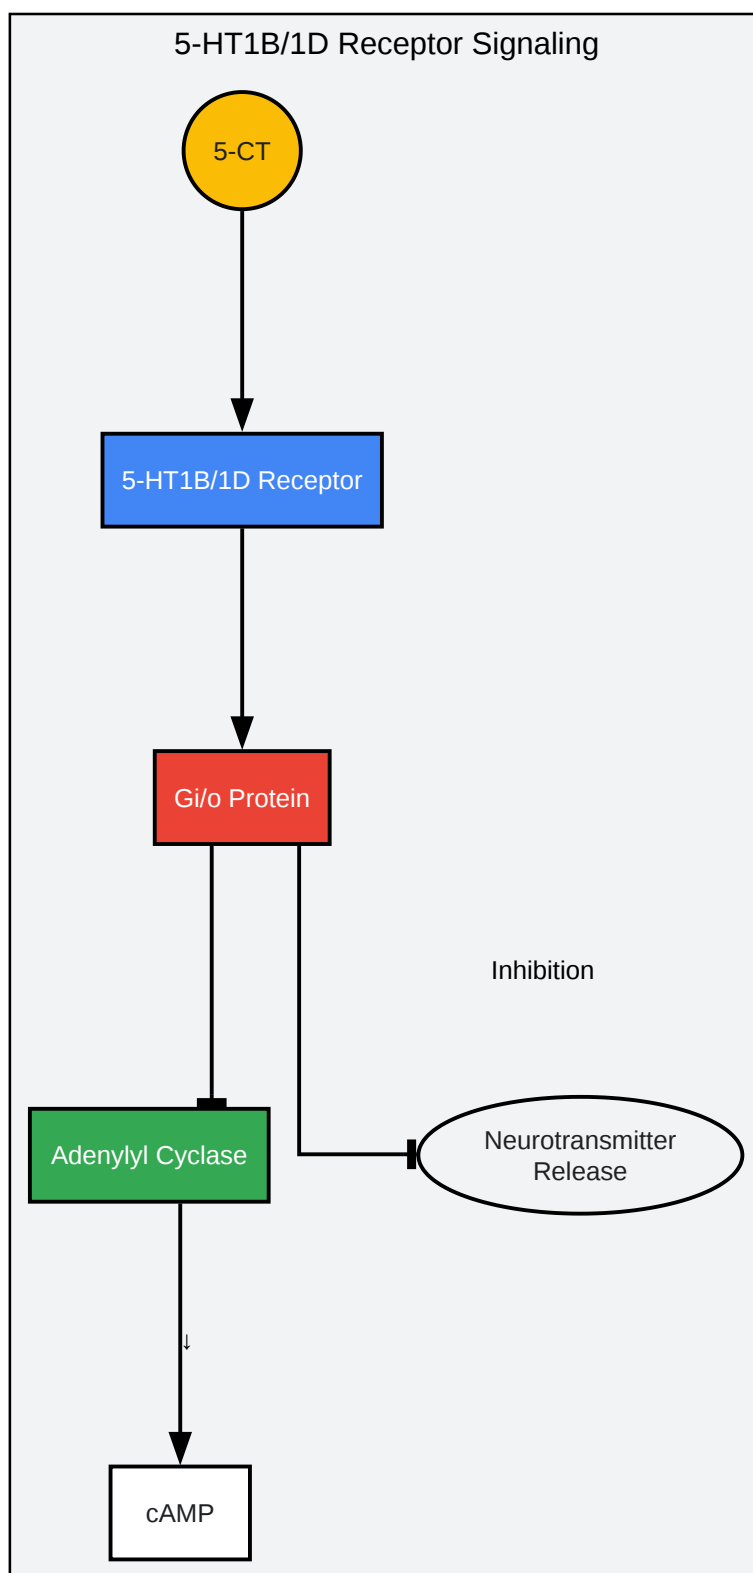 5-HT1B/1D Receptor Signaling
5-CT
5-HT1B/1D Receptor
Gi/o Protein
Inhibition
Adenylyl Cyclase
Neurotransmitter
Release
↓
cAMP